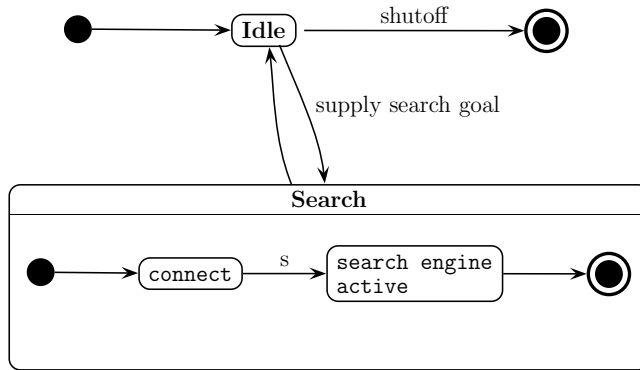 shutoff
Idle
supply search goal
Search
s
connect
search engine
active